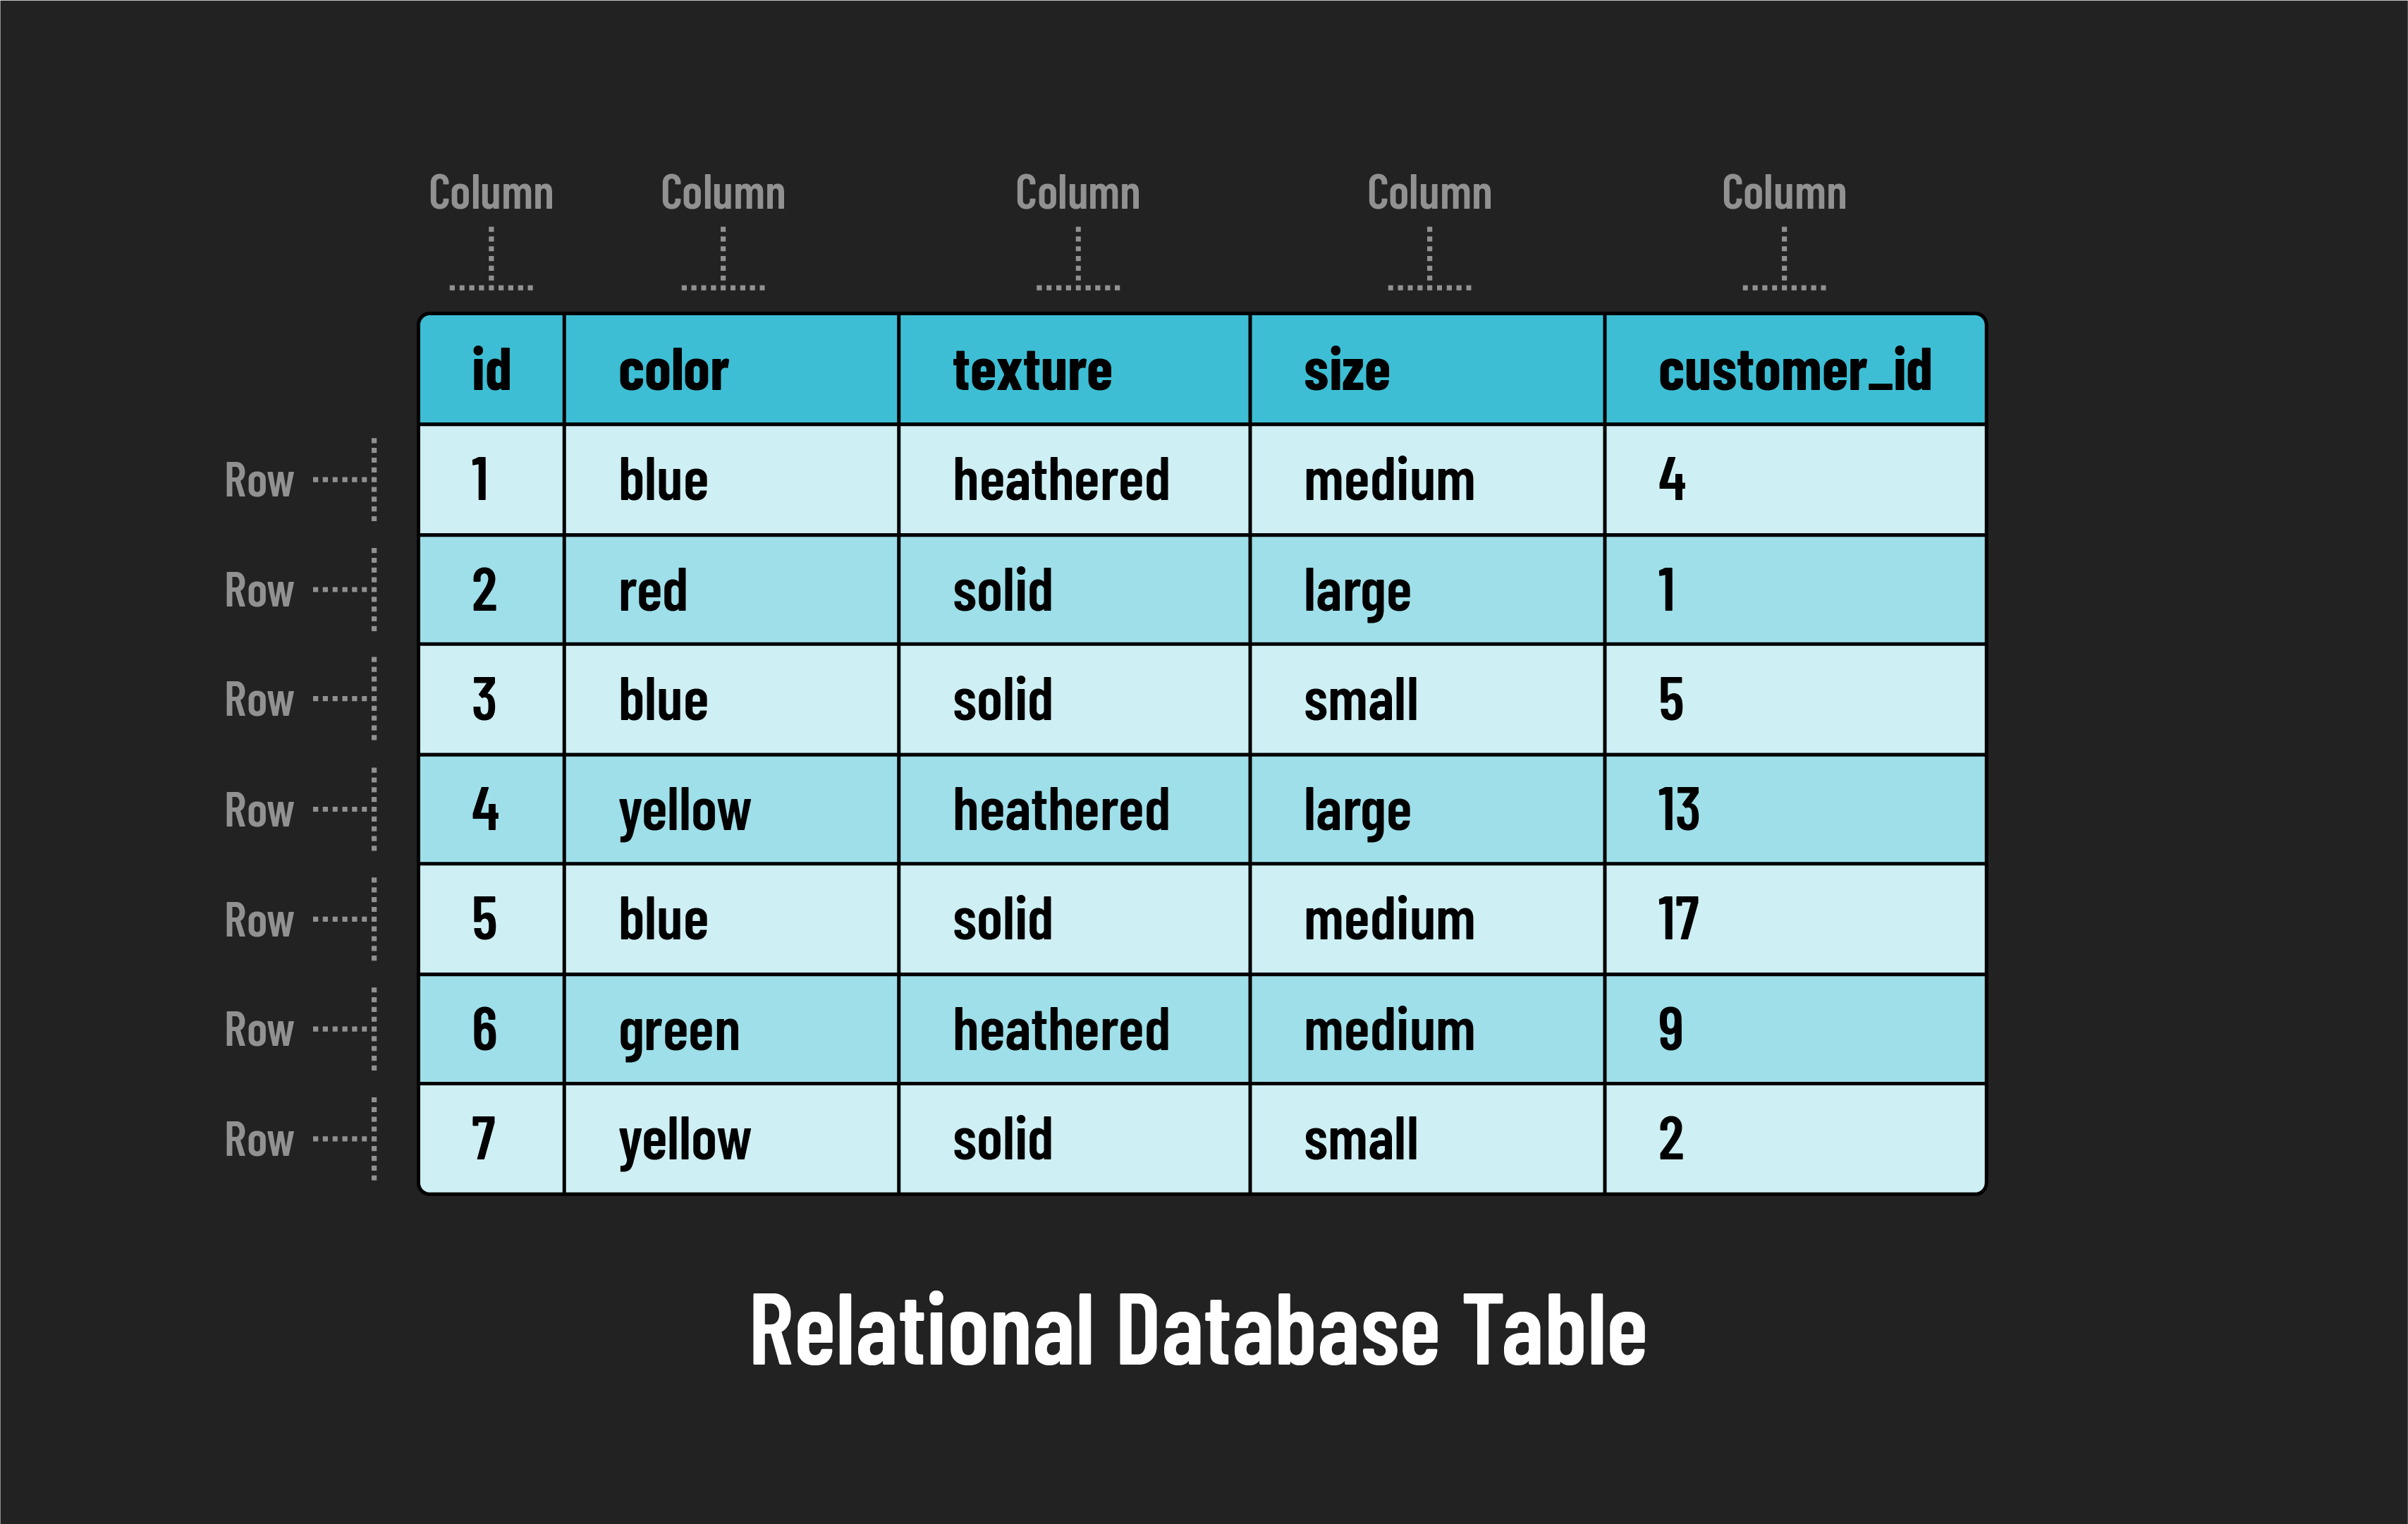 Column Column Column Column Column
id color texture size customer_id
Row 1 blue heathered medium 4
Row 2 red solid large 1
Row 3 blue solid small 5
Row 4 yellow heathered large 13
Row 5 blue solid medium 17
Row 6 green heathered medium 9
Row 7 yellow solid small 2
Relational Database Table